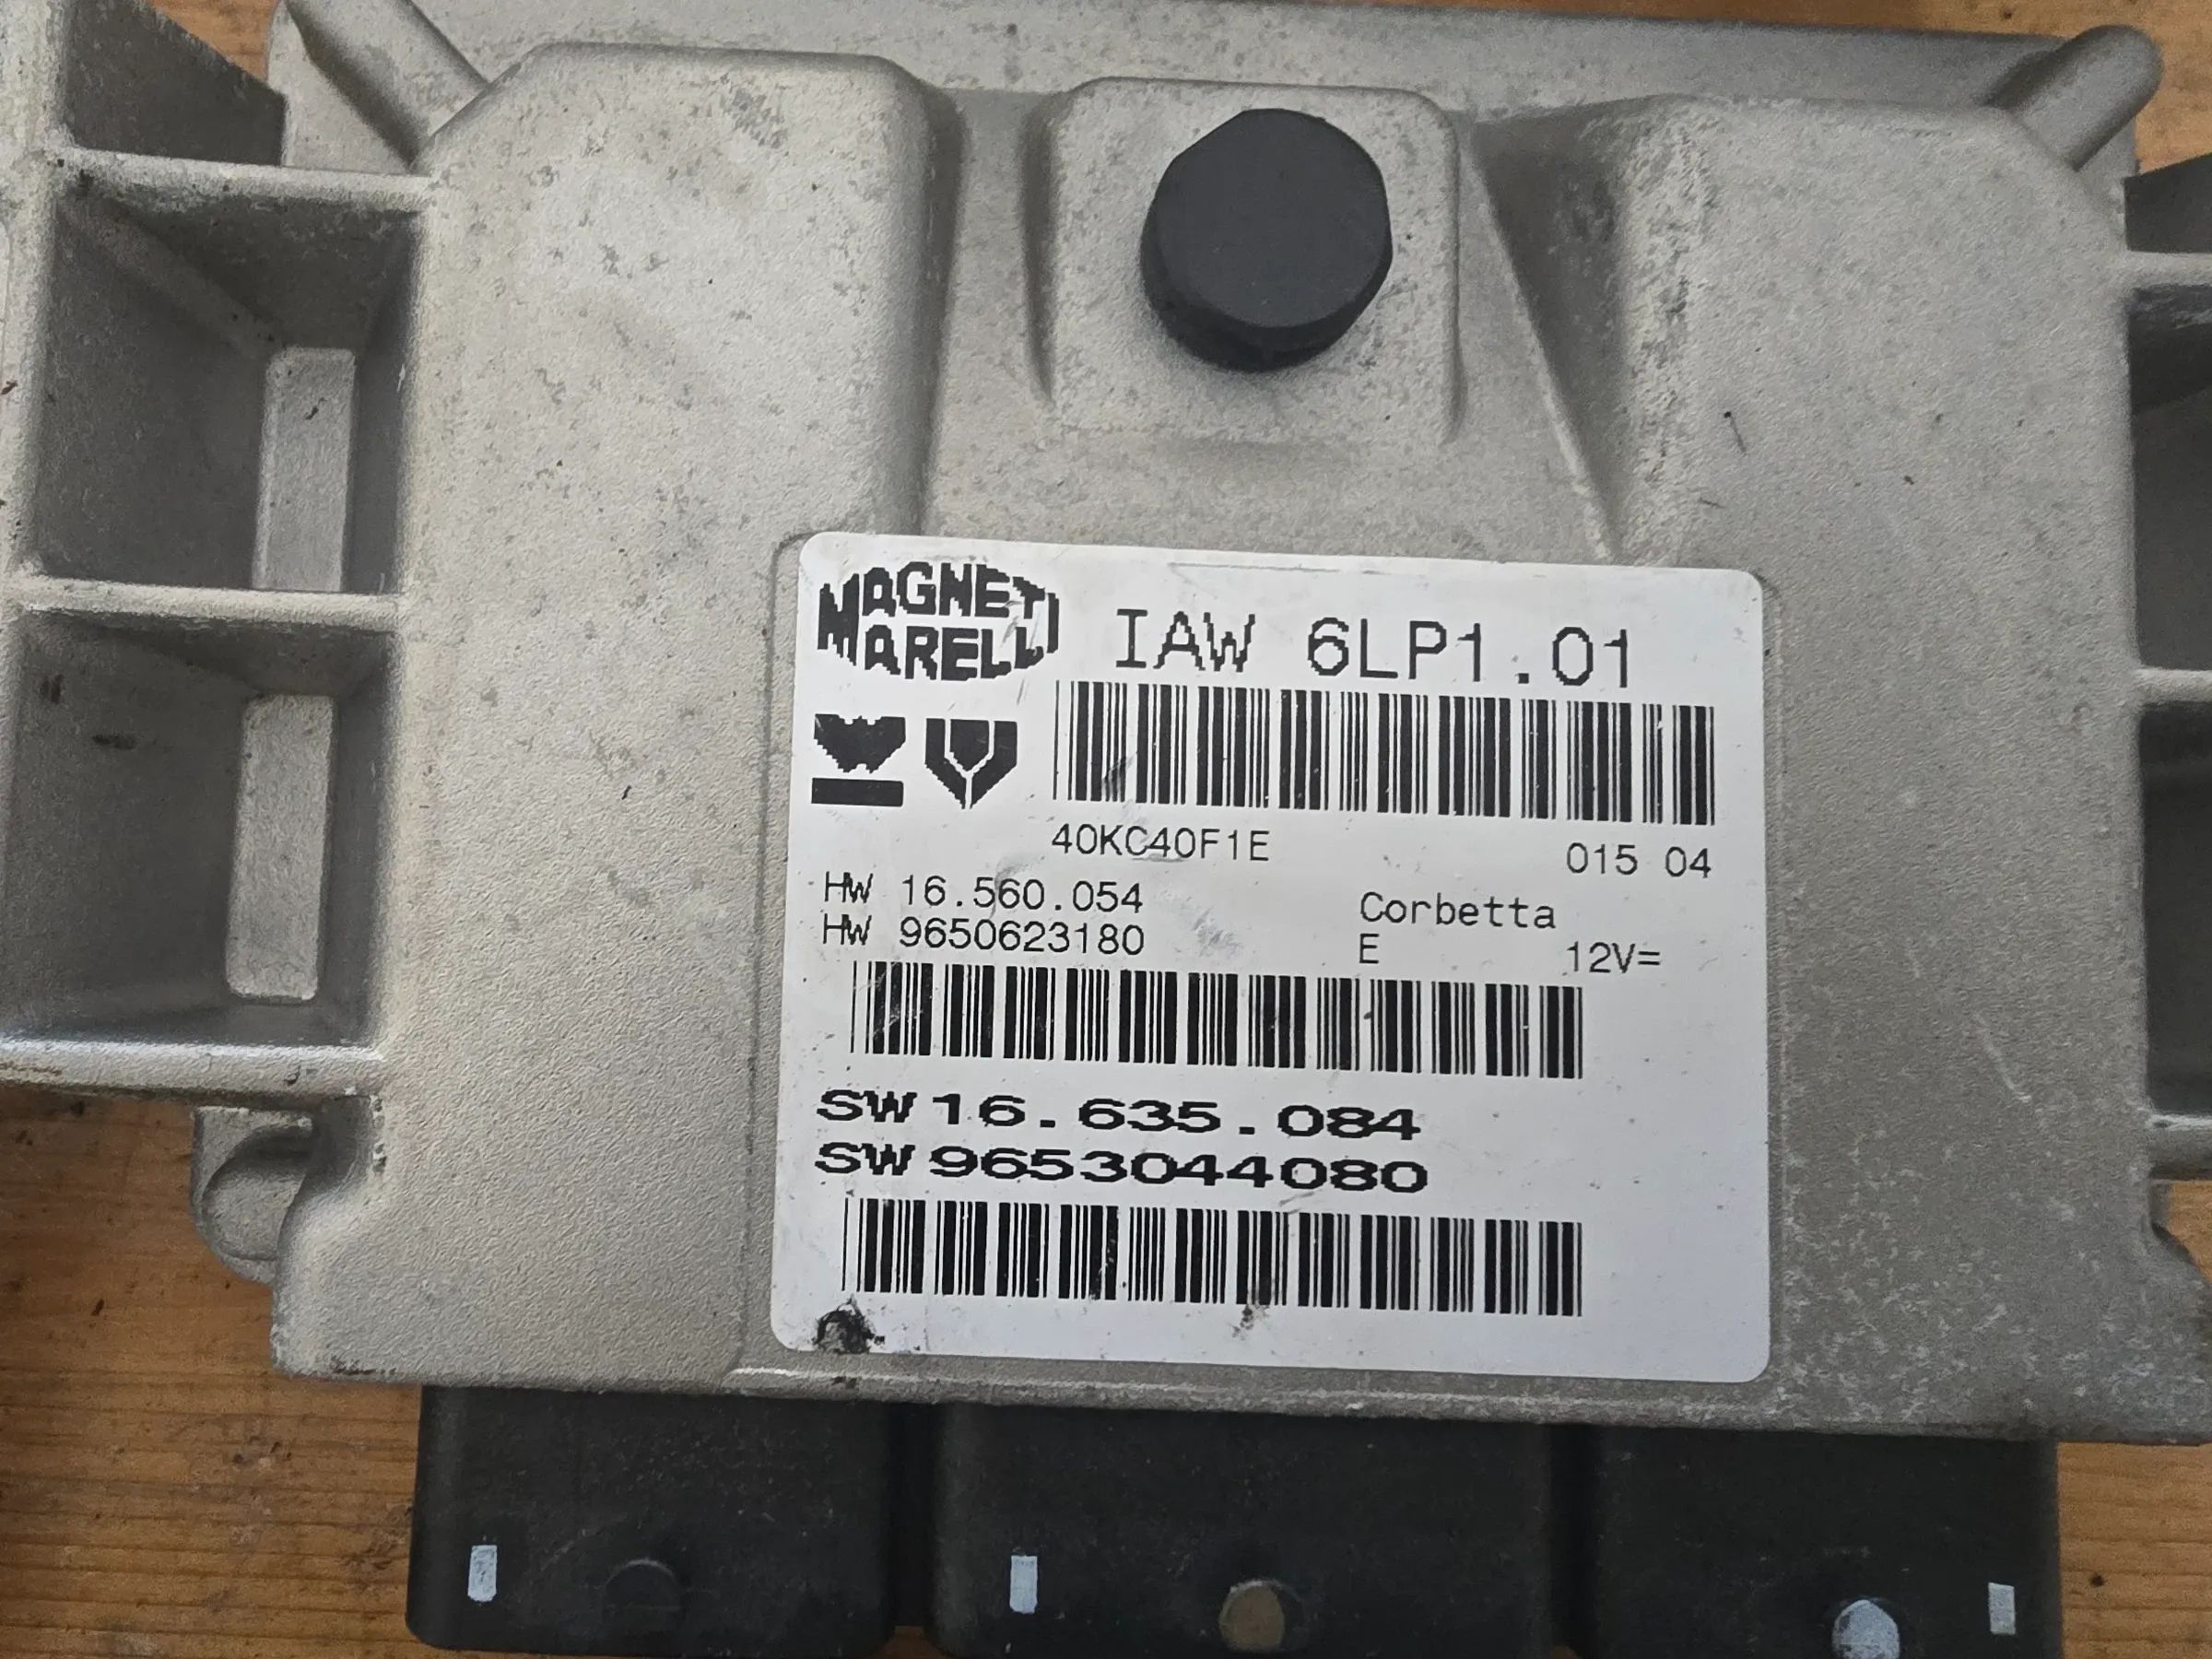 MAGNETI MARELLI
IAW 6LP1.01
40KC40F1E 015 04
HW 16.560.054 Corbetta
HW 9650623180 E 12V=
SW 16.635.084
SW 9653044080